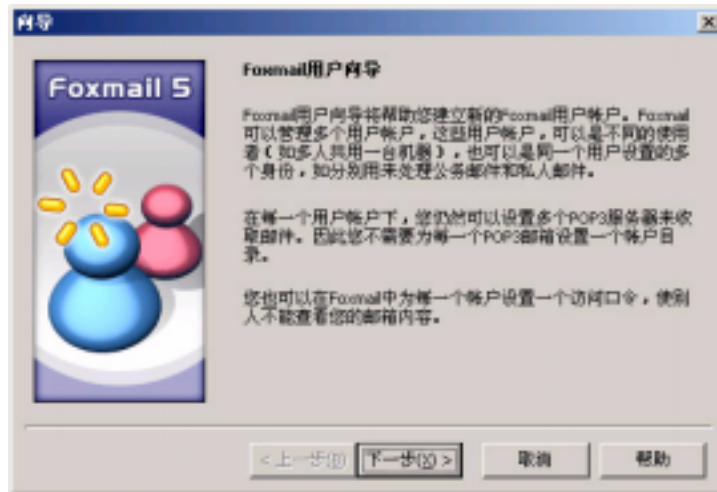 向导
Foxmail 5
Foxmail用户向导
Foxmail用户向导将帮助您建立新的Foxmail用户帐户。Foxmail
可以管理多个用户帐户，这些用户帐户，可以是不同的使用
者（如多人共用一台机器），也可以是同一个用户设置的多
个身份，如分别用来处理公务邮件和私人邮件。
在每一个用户帐户下，您仍然可以设置多个POP3服务器来收
取邮件。因此您不需要为每一个POP3邮箱设置一个帐户目
录。
您也可以在Foxmail中为每一个帐户设置一个访问口令，使别
人不能查看您的邮箱内容。
<上一步(B) 下一步(X) > 取消 帮助